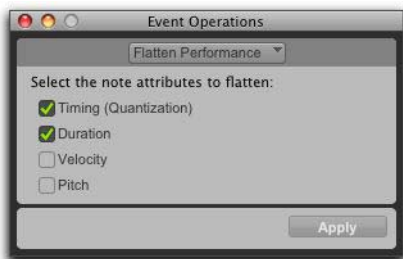 Event Operations
Flatten Performance
Select the note attributes to flatten:
Timing (Quantization)
Duration
Velocity
Pitch
Apply